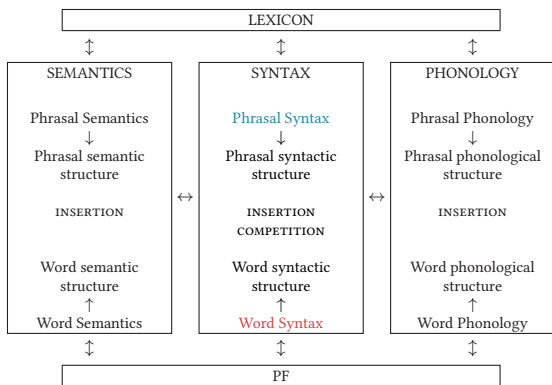 LEXICON
↕ ↕ ↕
SEMANTICS
Phrasal Semantics
↓
Phrasal semantic
structure
INSERTION
Word semantic
structure
↑
Word Semantics
↔
SYNTAX
Phrasal Syntax
↓
Phrasal syntactic
structure
INSERTION
COMPETITION
Word syntactic
structure
↑
Word Syntax
↔
PHONOLOGY
Phrasal Phonology
↓
Phrasal phonological
structure
INSERTION
Word phonological
structure
↑
Word Phonology
↕ ↕ ↕
PF